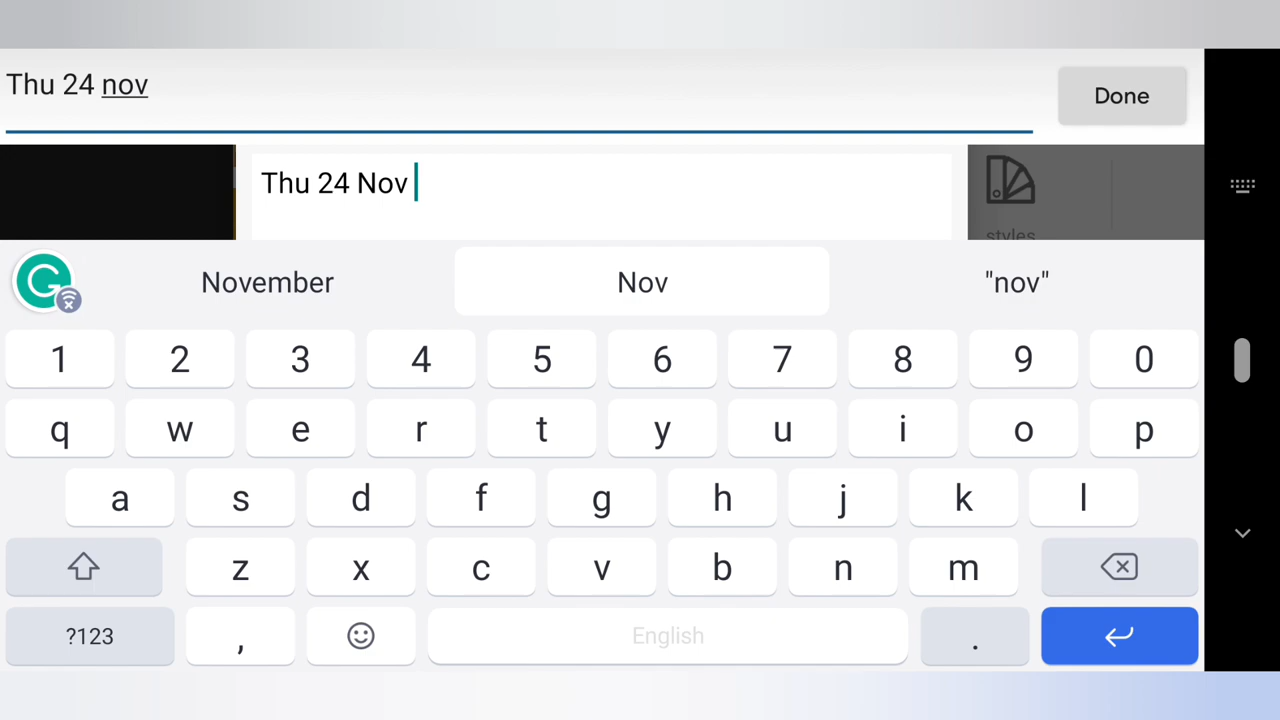 Thu 24 nov
Done
Thu 24 Nov
styles
November Nov "nov"
1 2 3 4 5 6 7 8 9 0
q w e r t y u i o p
a s d f g h j k l
z x c v b n m
?123 , English .